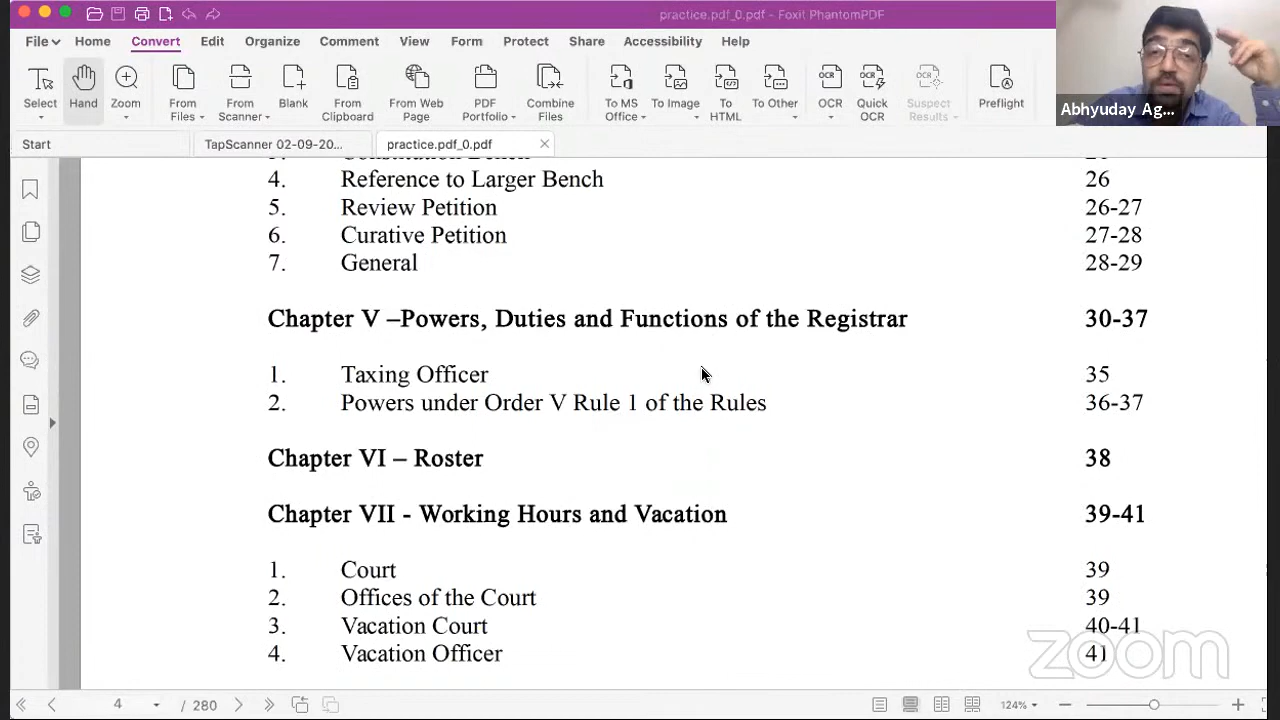 practice.pdf_0.pdf - Foxit PhantomPDF
File Home Convert Edit Organize Comment View Form Protect Share Accessibility Help
Select Hand Zoom From Files From Scanner Blank From Clipboard From Web Page PDF Portfolio Combine Files To MS Office To Image To HTML To Other OCR Quick OCR Suspect Results Preflight
Abhyuday Ag...
Start TapScanner 02-09-20... practice.pdf_0.pdf
4. Reference to Larger Bench 26
5. Review Petition 26-27
6. Curative Petition 27-28
7. General 28-29
Chapter V –Powers, Duties and Functions of the Registrar 30-37
1. Taxing Officer 35
2. Powers under Order V Rule 1 of the Rules 36-37
Chapter VI – Roster 38
Chapter VII - Working Hours and Vacation 39-41
1. Court 39
2. Offices of the Court 39
3. Vacation Court 40-41
4. Vacation Officer 41
zoom
4 / 280 124%